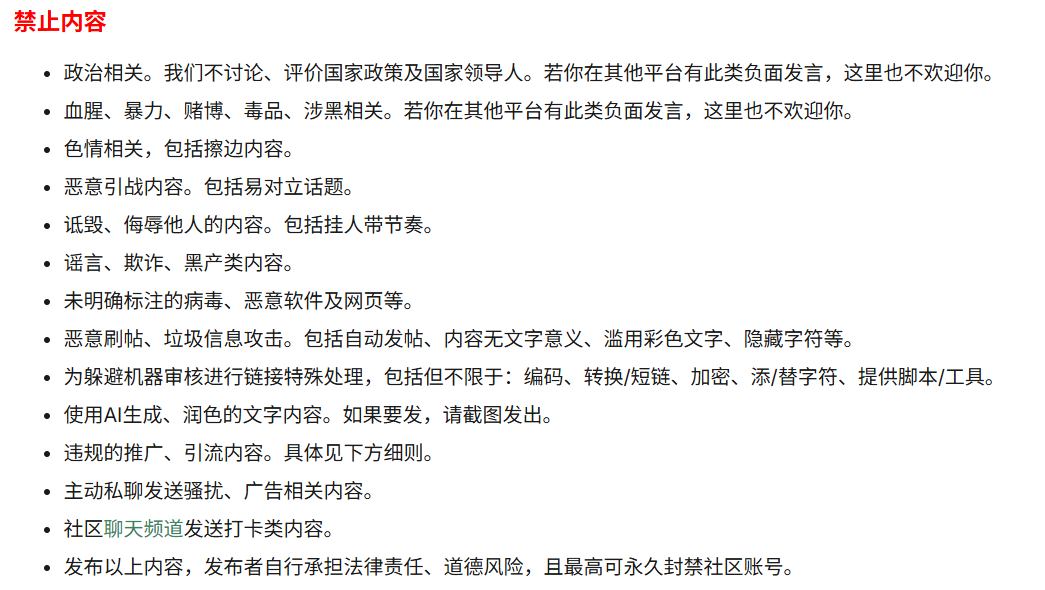 禁止内容
政治相关。我们不讨论、评价国家政策及国家领导人。若你在其他平台有此类负面发言，这里也不欢迎你。
血腥、暴力、赌博、毒品、涉黑相关。若你在其他平台有此类负面发言，这里也不欢迎你。
色情相关，包括擦边内容。
恶意引战内容。包括易对立话题。
诋毁、侮辱他人的内容。包括挂人带节奏。
谣言、欺诈、黑产类内容。
未明确标注的病毒、恶意软件及网页等。
恶意刷帖、垃圾信息攻击。包括自动发帖、内容无文字意义、滥用彩色文字、隐藏字符等。
为躲避机器审核进行链接特殊处理，包括但不限于：编码、转换/短链、加密、添/替字符、提供脚本/工具。
使用AI生成、润色的文字内容。如果要发，请截图发出。
违规的推广、引流内容。具体见下方细则。
主动私聊发送骚扰、广告相关内容。
社区聊天频道发送打卡类内容。
发布以上内容，发布者自行承担法律责任、道德风险，且最高可永久封禁社区账号。